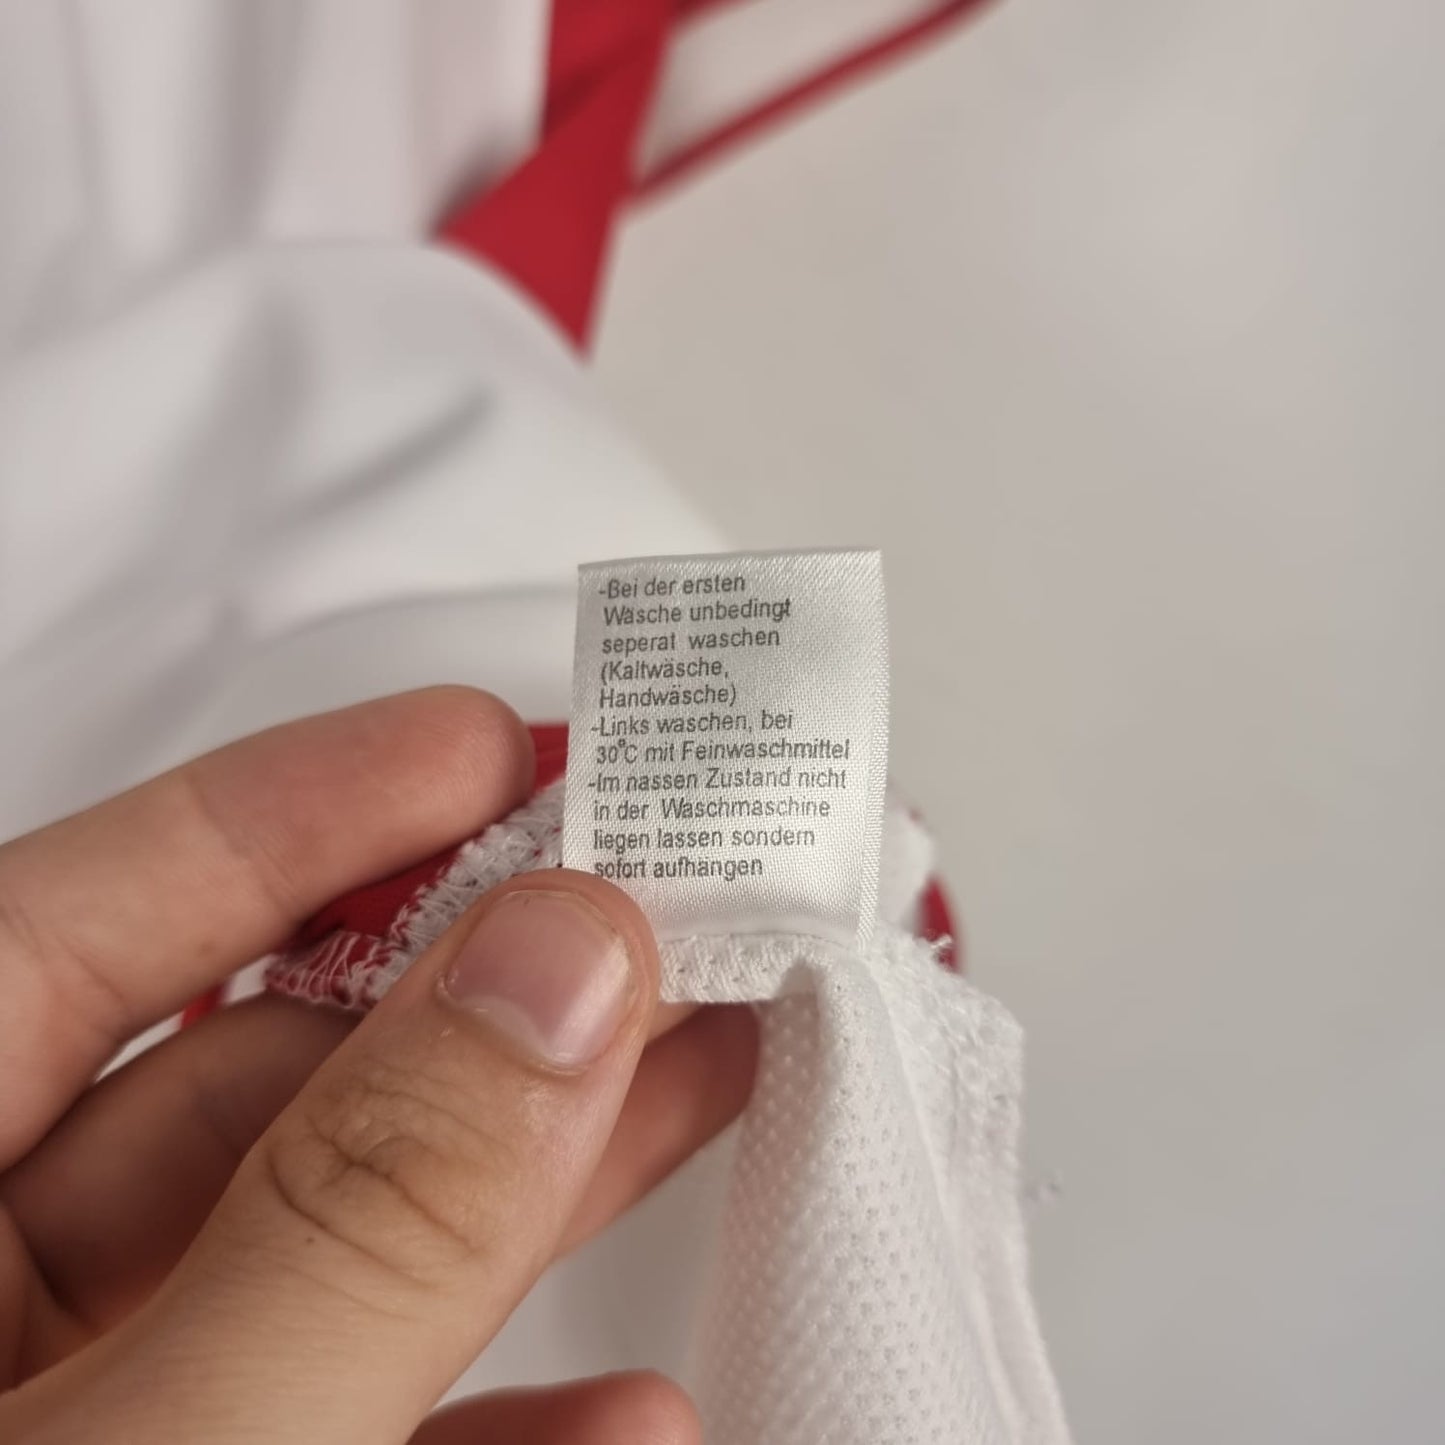 -Bei der ersten
Wäsche unbedingt
seperat waschen
(Kaltwäsche,
Handwäsche)
-Links waschen, bei
30°C mit Feinwaschmittel
-Im nassen Zustand nicht
in der Waschmaschine
liegen lassen sondern
sofort aufhängen